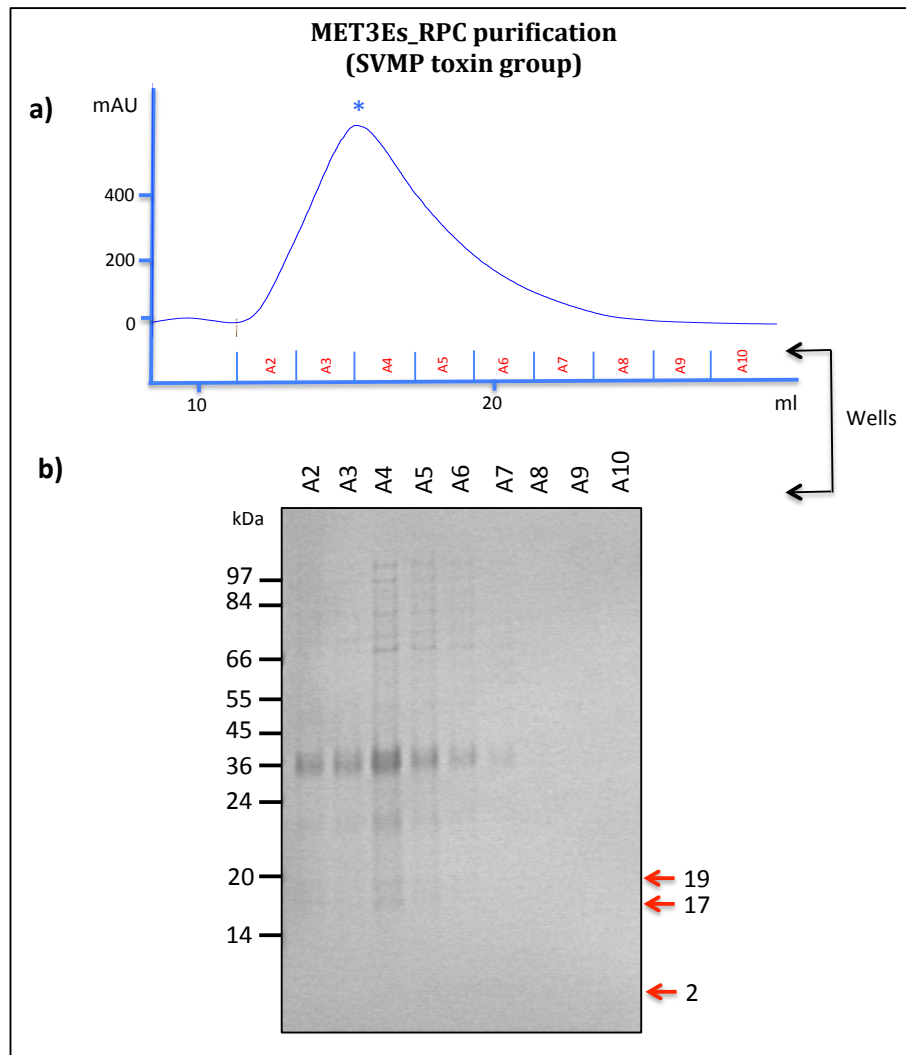 MET3Es_RPC purification
(SVMP toxin group)
a)
mAU
*
400
200
0
A2 A3 A4 A5 A6 A7 A8 A9 A10
10 20 ml
Wells
b)
A2 A3 A4 A5 A6 A7 A8 A9 A10
kDa
97
84
66
55
45
36
24
20
19
17
14
2